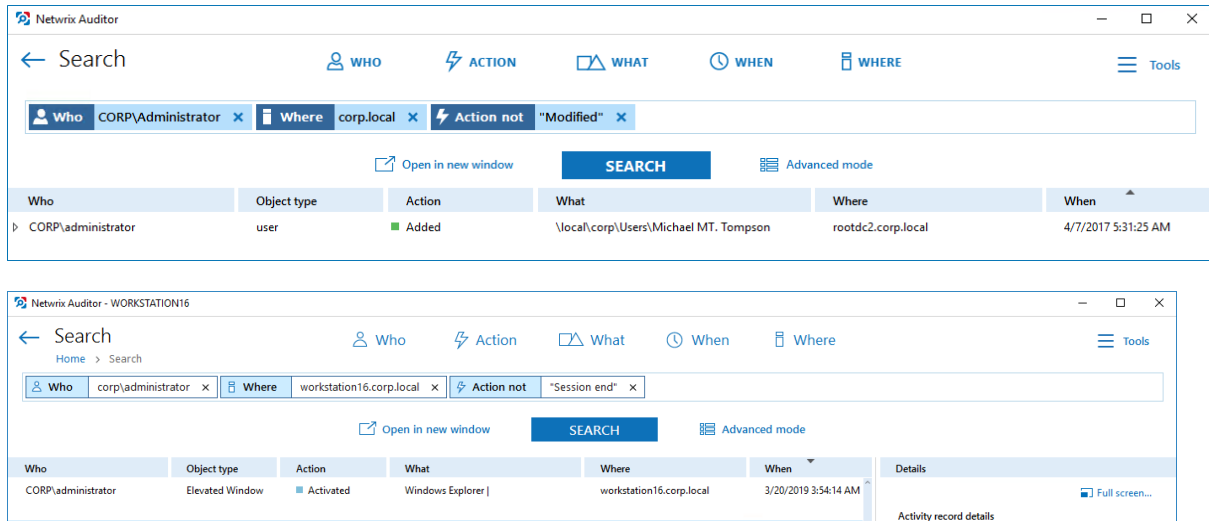 Netwrix Auditor
Search WHO ACTION WHAT WHEN WHERE Tools
Who CORP\Administrator × Where corp.local × Action not "Modified" ×
Open in new window SEARCH Advanced mode
Who Object type Action What Where When
CORP\administrator user Added \local\corp\Users\Michael MT. Tompson rootdc2.corp.local 4/7/2017 5:31:25 AM
Netwrix Auditor - WORKSTATION16
Search Who Action What When Where Tools
Home > Search
Who corp\administrator × Where workstation16.corp.local × Action not "Session end" ×
Open in new window SEARCH Advanced mode
Who Object type Action What Where When Details
CORP\administrator Elevated Window Activated Windows Explorer | workstation16.corp.local 3/20/2019 3:54:14 AM Full screen...
Activity record details